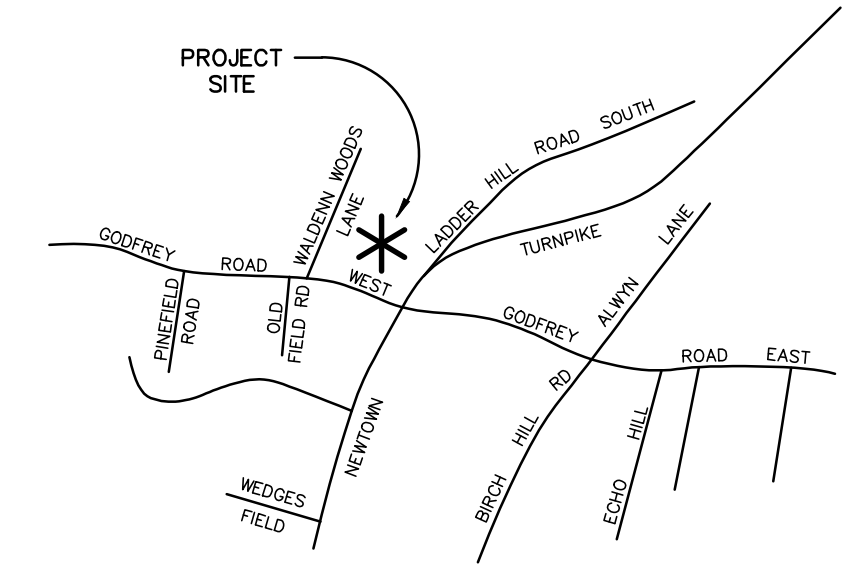 PROJECT
SITE
WALDENN WOODS
LANE
LADDER HILL ROAD SOUTH
NEWTOWN TURNPIKE
GODFREY ROAD WEST
PINEFIELD
ROAD
OLD
FIELD RD
GODFREY ROAD EAST
ALWYN LANE
BIRCH HILL RD
ECHO HILL
WEDGES
FIELD